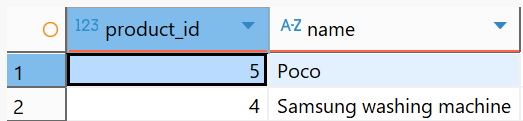 123 product_id A-Z name
1 5 Poco
2 4 Samsung washing machine